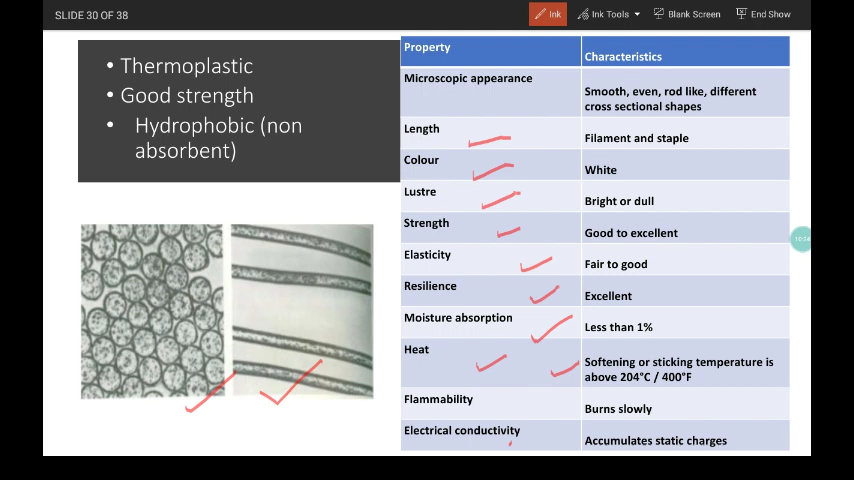 SLIDE 30 OF 38
Ink
Ink Tools
Blank Screen
End Show
• Thermoplastic
• Good strength
• Hydrophobic (non
absorbent)
Property
Characteristics
Microscopic appearance
Smooth, even, rod like, different
cross sectional shapes
Length
Filament and staple
Colour
White
Lustre
Bright or dull
Strength
Good to excellent
Elasticity
Fair to good
Resilience
Excellent
Moisture absorption
Less than 1%
Heat
Softening or sticking temperature is
above 204°C / 400°F
Flammability
Burns slowly
Electrical conductivity
Accumulates static charges